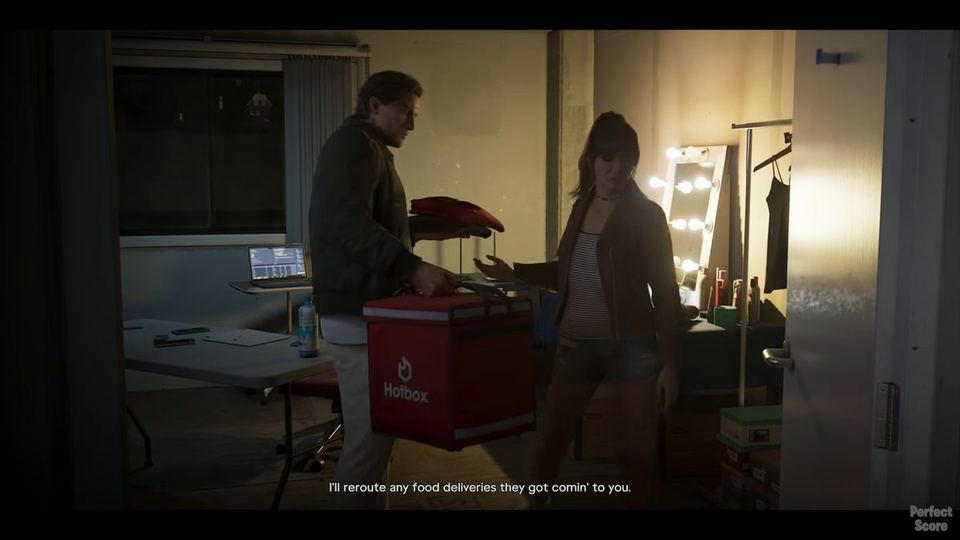 Hotbox
I'll reroute any food deliveries they got comin' to you.
Perfect
Score